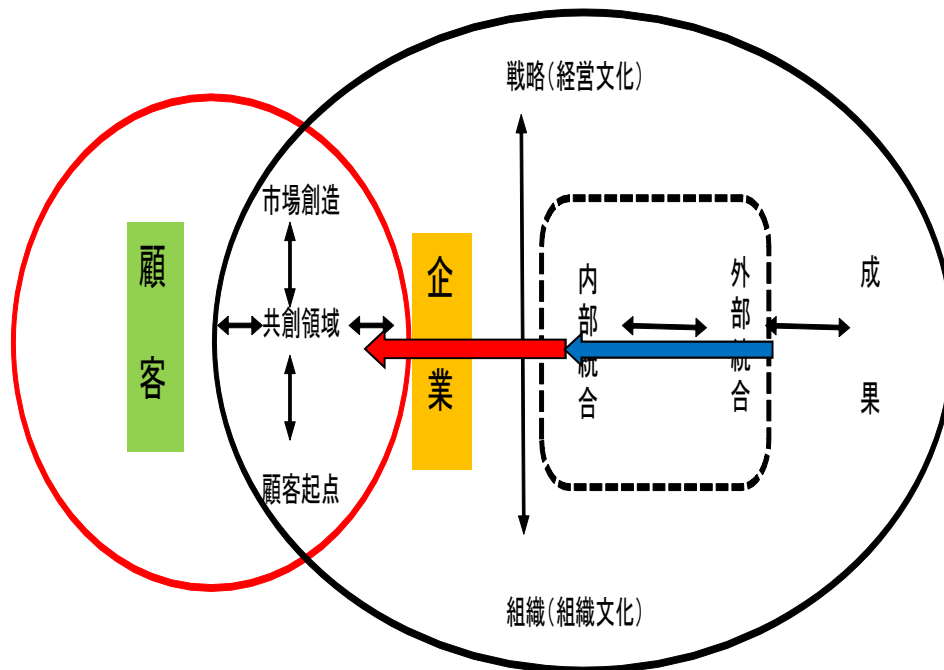 戦略(経営文化)
市場創造
顧客
共創領域
企業
内部統合
外部統合
成果
顧客起点
組織(組織文化)